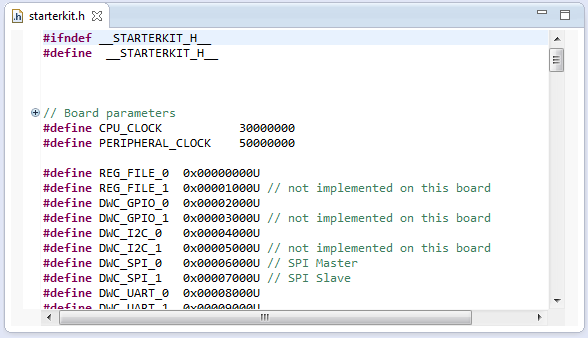 .h starterkit.h
#ifndef __STARTERKIT_H__
#define  __STARTERKIT_H__
// Board parameters
#define CPU_CLOCK           30000000
#define PERIPHERAL_CLOCK    50000000
#define REG_FILE_0  0x00000000U
#define REG_FILE_1  0x00001000U // not implemented on this board
#define DWC_GPIO_0  0x00002000U
#define DWC_GPIO_1  0x00003000U // not implemented on this board
#define DWC_I2C_0   0x00004000U
#define DWC_I2C_1   0x00005000U // not implemented on this board
#define DWC_SPI_0   0x00006000U // SPI Master
#define DWC_SPI_1   0x00007000U // SPI Slave
#define DWC_UART_0  0x00008000U
#define DWC_UART_1  0x00009000U